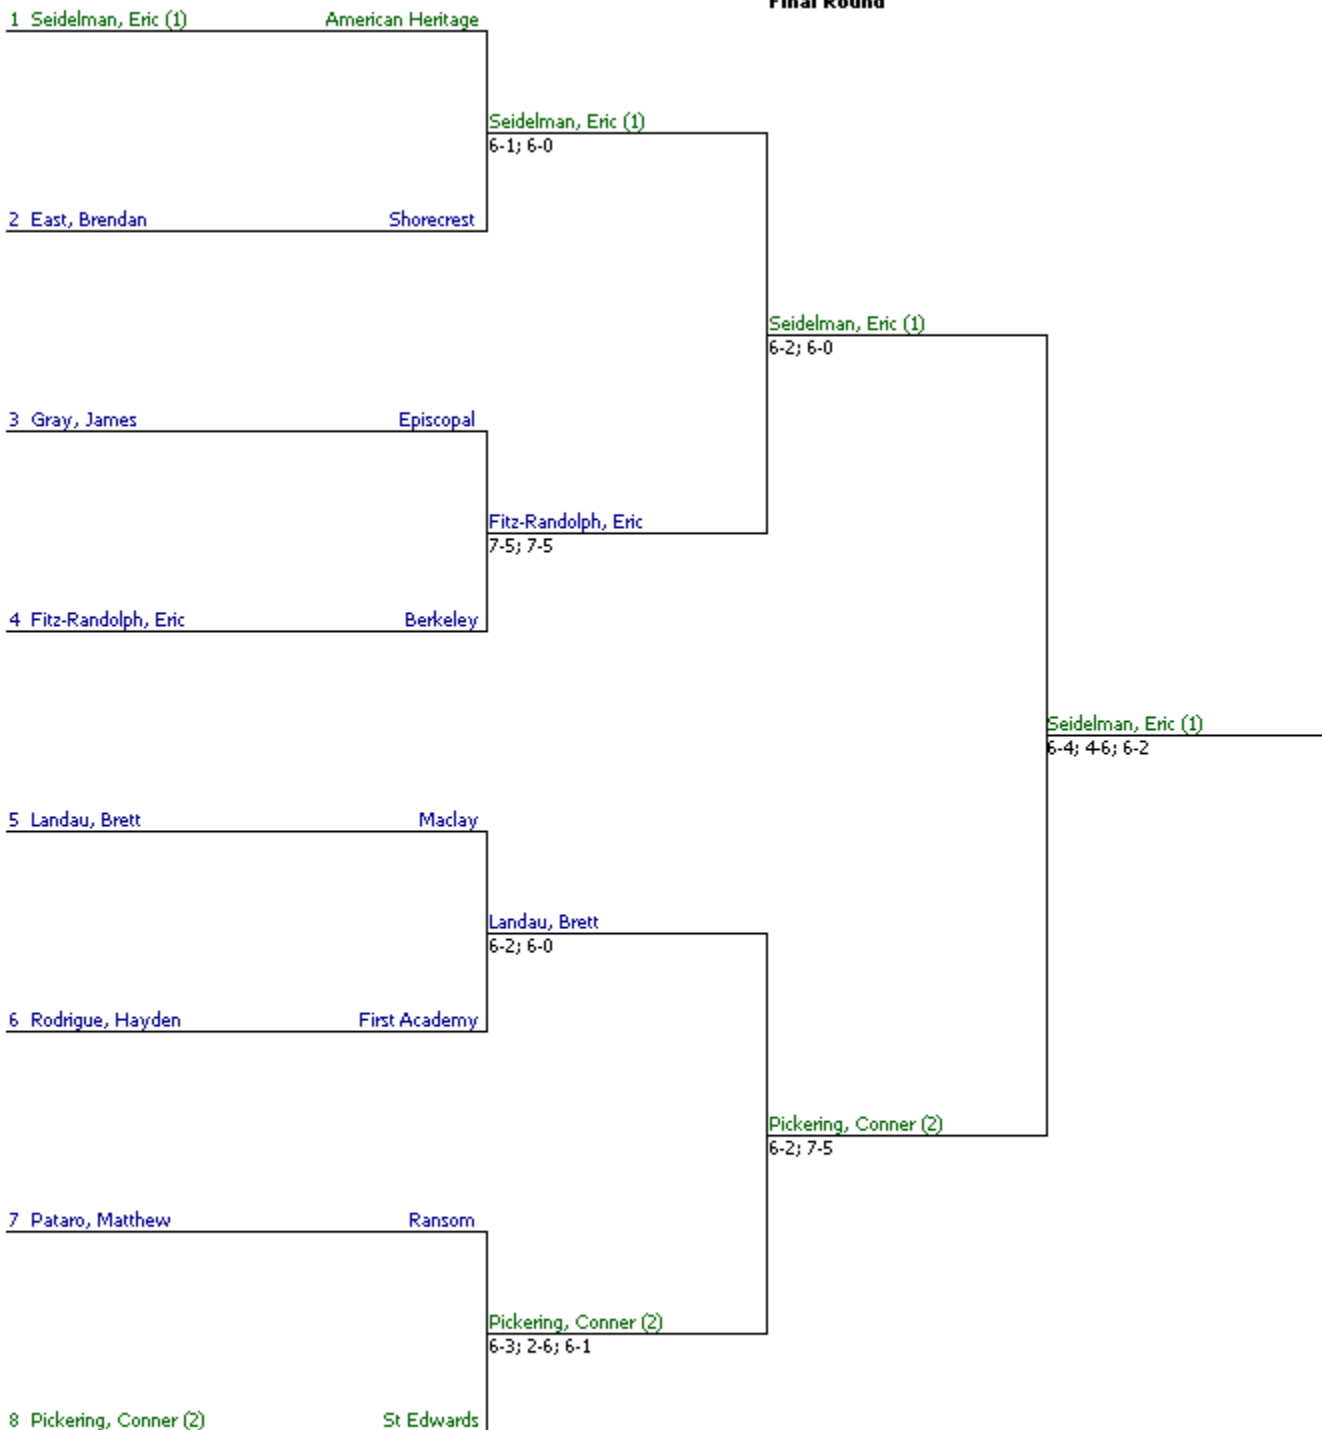 Final Round
1 Seidelman, Eric (1) American Heritage
Seidelman, Eric (1)
6-1; 6-0
2 East, Brendan Shorecrest
Seidelman, Eric (1)
6-2; 6-0
3 Gray, James Episcopal
Fitz-Randolph, Eric
7-5; 7-5
4 Fitz-Randolph, Eric Berkeley
Seidelman, Eric (1)
6-4; 4-6; 6-2
5 Landau, Brett Maclay
Landau, Brett
6-2; 6-0
6 Rodrigue, Hayden First Academy
Pickering, Conner (2)
6-2; 7-5
7 Pataro, Matthew Ransom
Pickering, Conner (2)
6-3; 2-6; 6-1
8 Pickering, Conner (2) St Edwards